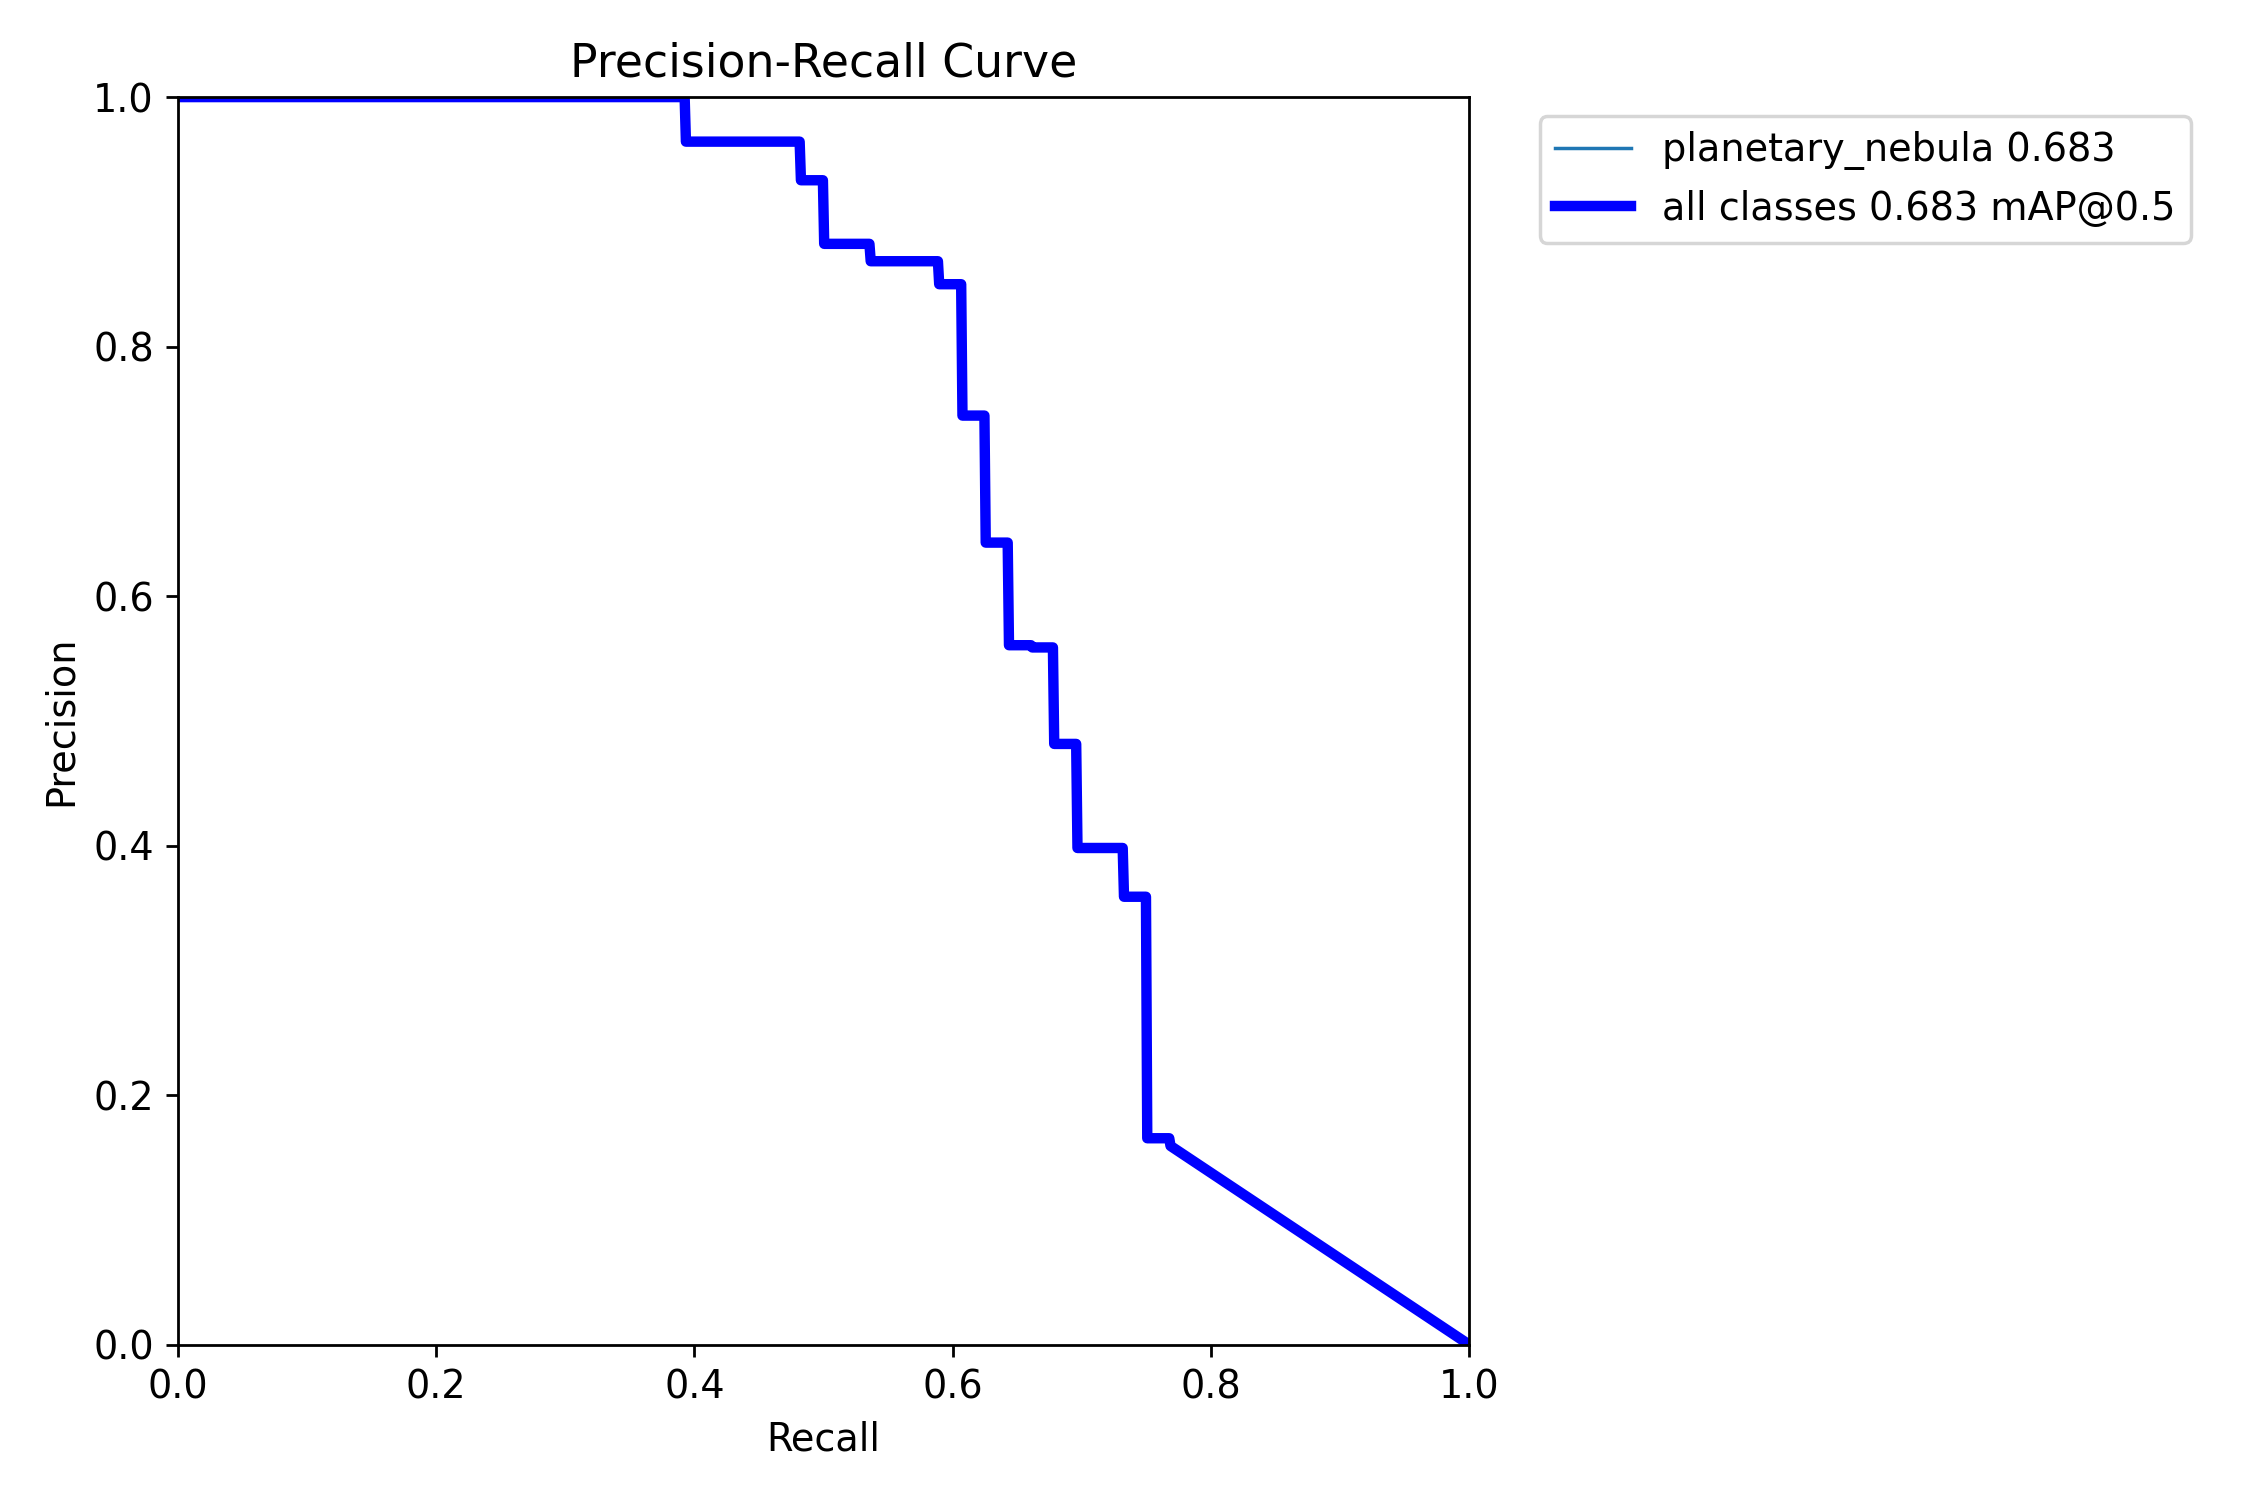 Precision-Recall Curve
planetary_nebula 0.683
all classes 0.683 mAP@0.5
Precision
1.0
0.8
0.6
0.4
0.2
0.0
0.0 0.2 0.4 0.6 0.8 1.0
Recall